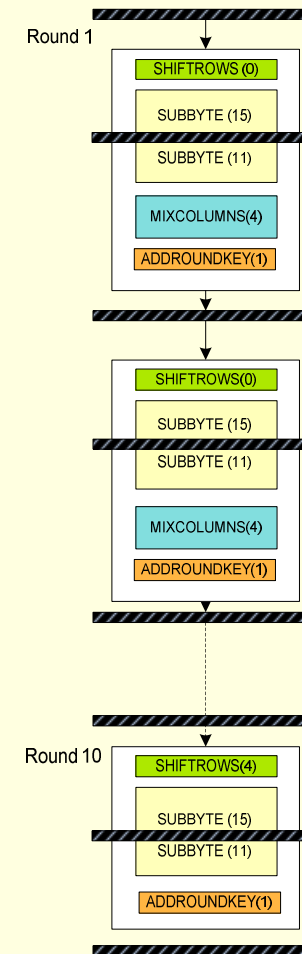 Round 1
SHIFTROWS (0)
SUBBYTE (15)
SUBBYTE (11)
MIXCOLUMNS(4)
ADDROUNDKEY(1)
SHIFTROWS(0)
SUBBYTE (15)
SUBBYTE (11)
MIXCOLUMNS(4)
ADDROUNDKEY(1)
Round 10
SHIFTROWS(4)
SUBBYTE (15)
SUBBYTE (11)
ADDROUNDKEY(1)